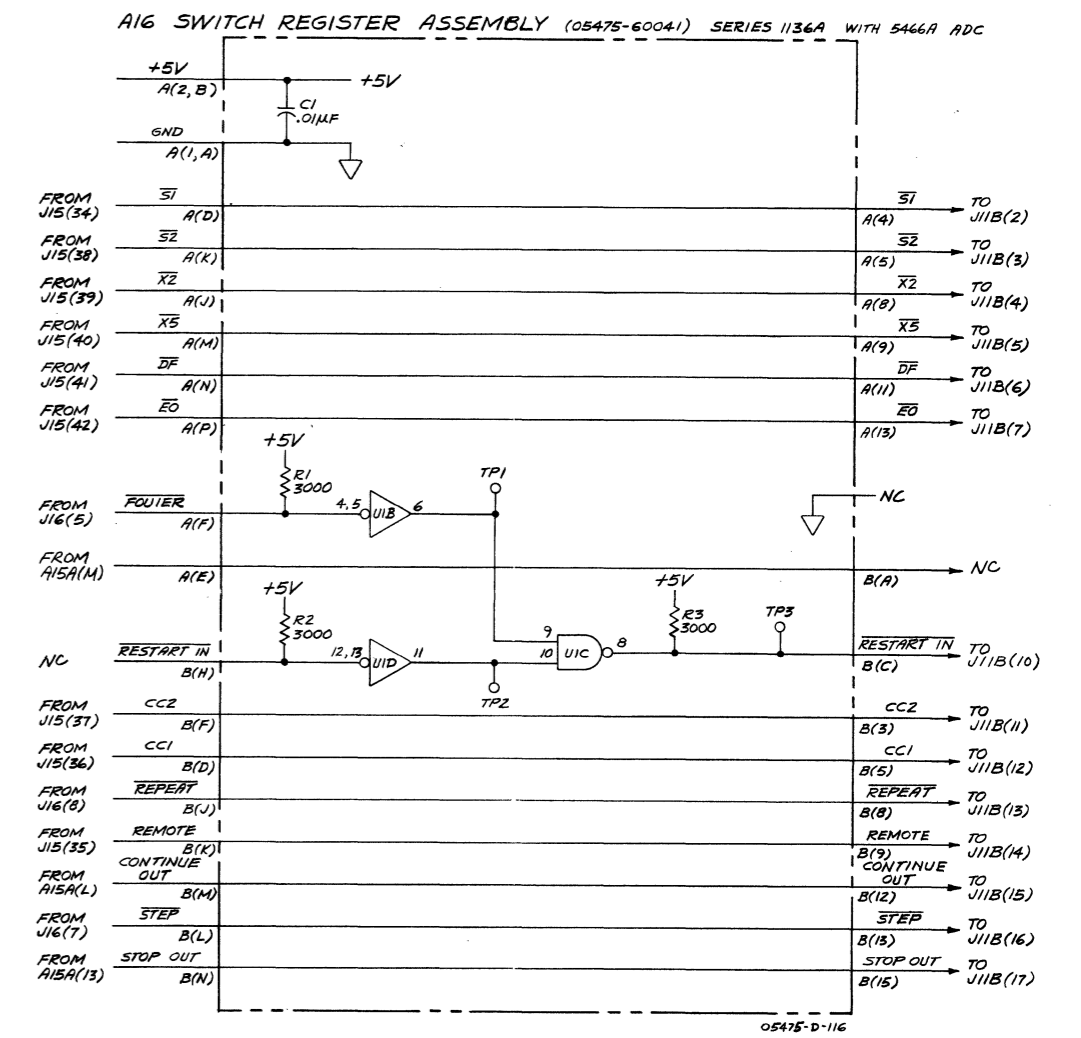 A16 SWITCH REGISTER ASSEMBLY (05475-60041) SERIES 1136A WITH 5466A ADC
+5V
A(2,B)
+5V
C1
.01µF
GND
A(1,A)
FROM
J15(34)
S1
A(D)
S1
A(4)
TO
J11B(2)
FROM
J15(38)
S2
A(K)
S2
A(5)
TO
J11B(3)
FROM
J15(39)
X2
A(J)
X2
A(8)
TO
J11B(4)
FROM
J15(40)
X5
A(M)
X5
A(9)
TO
J11B(5)
FROM
J15(41)
DF
A(N)
DF
A(11)
TO
J11B(6)
FROM
J15(42)
EO
A(P)
EO
A(13)
TO
J11B(7)
+5V
R1
3000
TP1
FROM
J16(5)
FOUIER
A(F)
4,5
U1B
6
NC
FROM
A15A(M)
A(E)
B(A)
NC
+5V
R2
3000
+5V
R3
3000
TP3
NC
RESTART IN
B(H)
12,13
U1D
11
TP2
9
10
U1C
8
RESTART IN
B(C)
TO
J11B(10)
FROM
J15(37)
CC2
B(F)
CC2
B(3)
TO
J11B(11)
FROM
J15(36)
CC1
B(D)
CC1
B(5)
TO
J11B(12)
FROM
J16(8)
REPEAT
B(J)
REPEAT
B(8)
TO
J11B(13)
FROM
J15(35)
REMOTE
B(K)
REMOTE
B(9)
TO
J11B(14)
FROM
A15A(L)
CONTINUE
OUT
B(M)
CONTINUE
OUT
B(12)
TO
J11B(15)
FROM
J16(7)
STEP
B(L)
STEP
B(13)
TO
J11B(16)
FROM
A15A(13)
STOP OUT
B(N)
STOP OUT
B(15)
TO
J11B(17)
05475-D-116